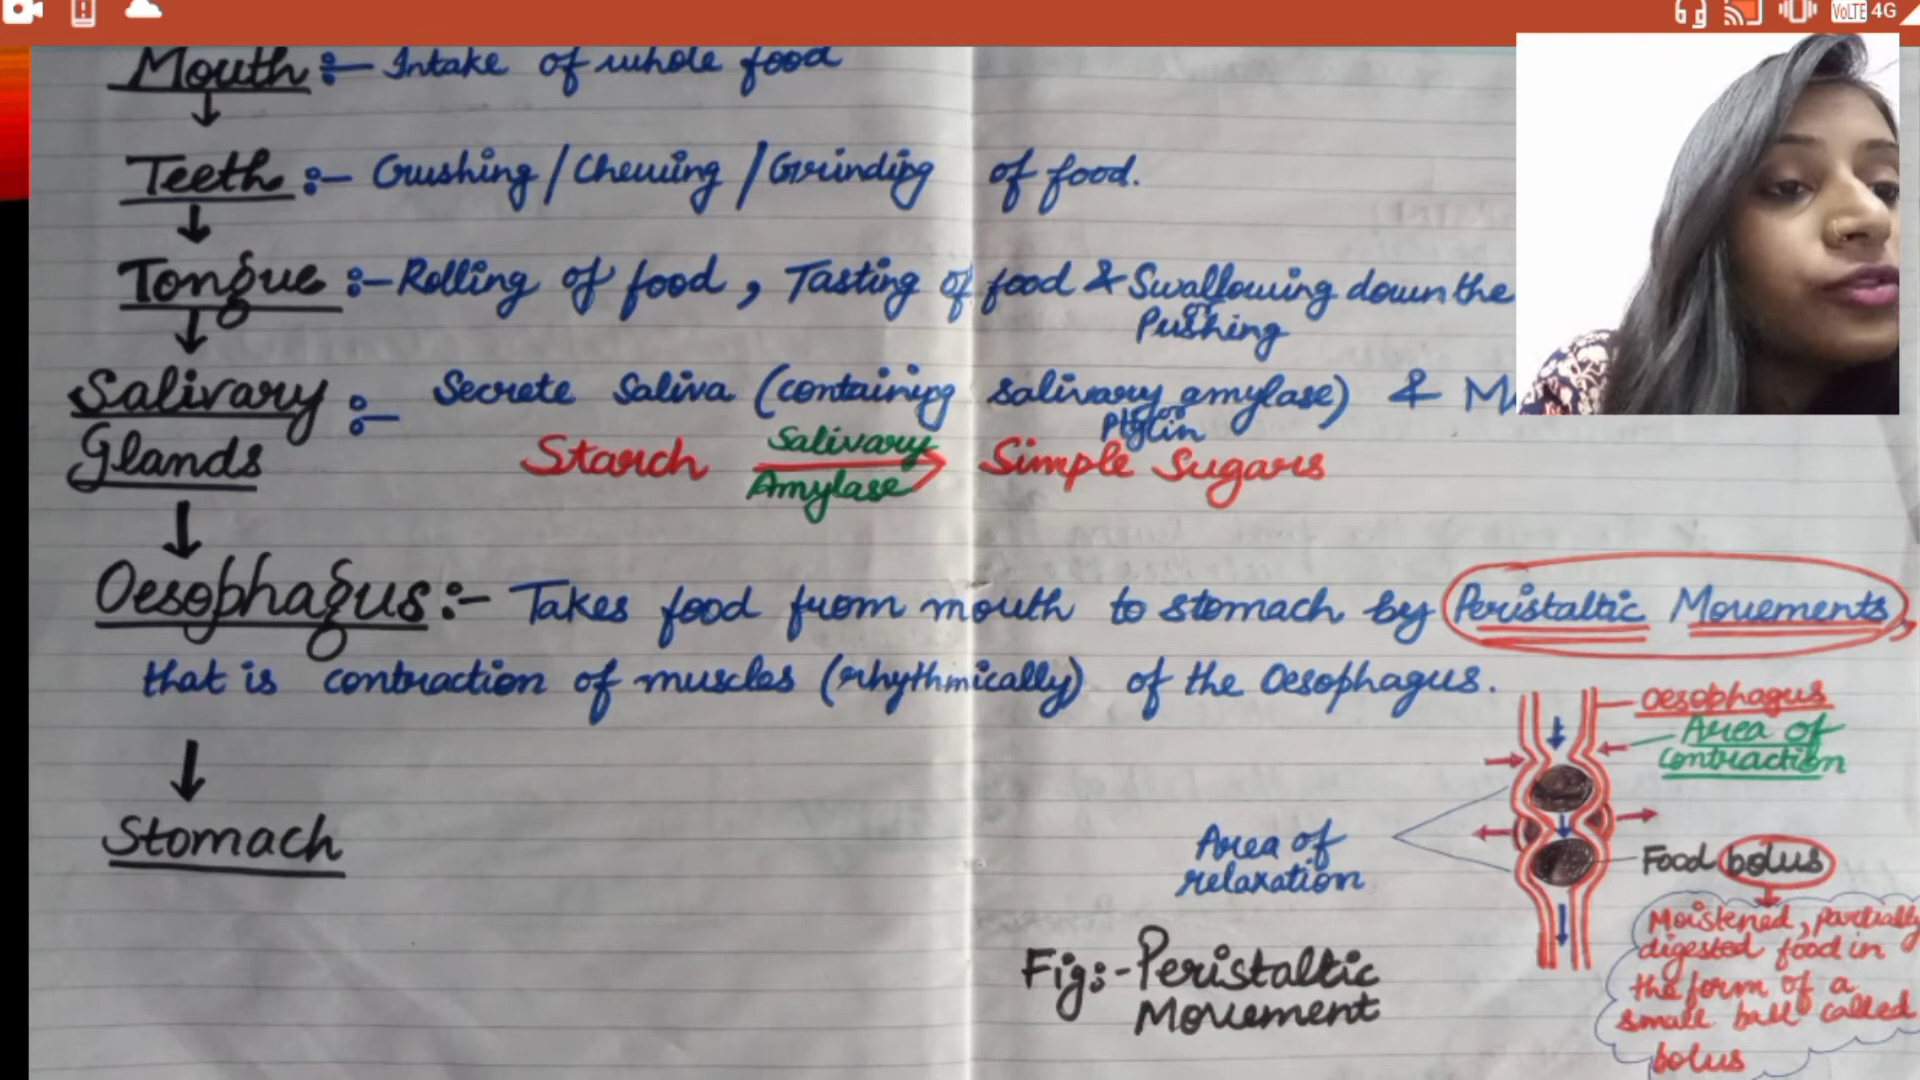 VoLTE 4G
Mouth :- Intake of whole food
Teeth :- Crushing / Chewing / Grinding of food.
Tongue :- Rolling of food, Tasting of food & Swallowing down the
or
Pushing
Salivary Glands :- Secrete Saliva (containing salivary amylase) & M
or
Ptylin
Starch Salivary Amylase Simple Sugars
Oesophagus :- Takes food from mouth to stomach by Peristaltic Movements,
that is contraction of muscles (rhythmically) of the Oesophagus.
Stomach
Oesophagus
Area of
Contraction
Area of
relaxation
Food bolus
Moistened, partially
digested food in
the form of a
small ball called
bolus
Fig:- Peristaltic
Movement